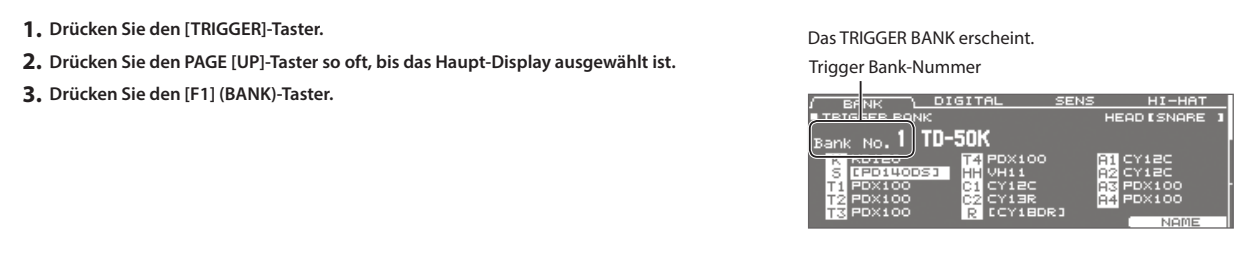 1. Drücken Sie den [TRIGGER]-Taster.
2. Drücken Sie den PAGE [UP]-Taster so oft, bis das Haupt-Display ausgewählt ist.
3. Drücken Sie den [F1] (BANK)-Taster.
Das TRIGGER BANK erscheint.
Trigger Bank-Nummer
BANK DIGITAL SENS HI-HAT
TRIGGER BANK HEAD[SNARE ]
Bank No. 1 TD-50K
K KD120 T4 PDX100 A1 CY12C
S [PD140DS] HH VH11 A2 CY12C
T1 PDX100 C1 CY12C A3 PDX100
T2 PDX100 C2 CY13R A4 PDX100
T3 PDX100 R [CY18DR]
NAME